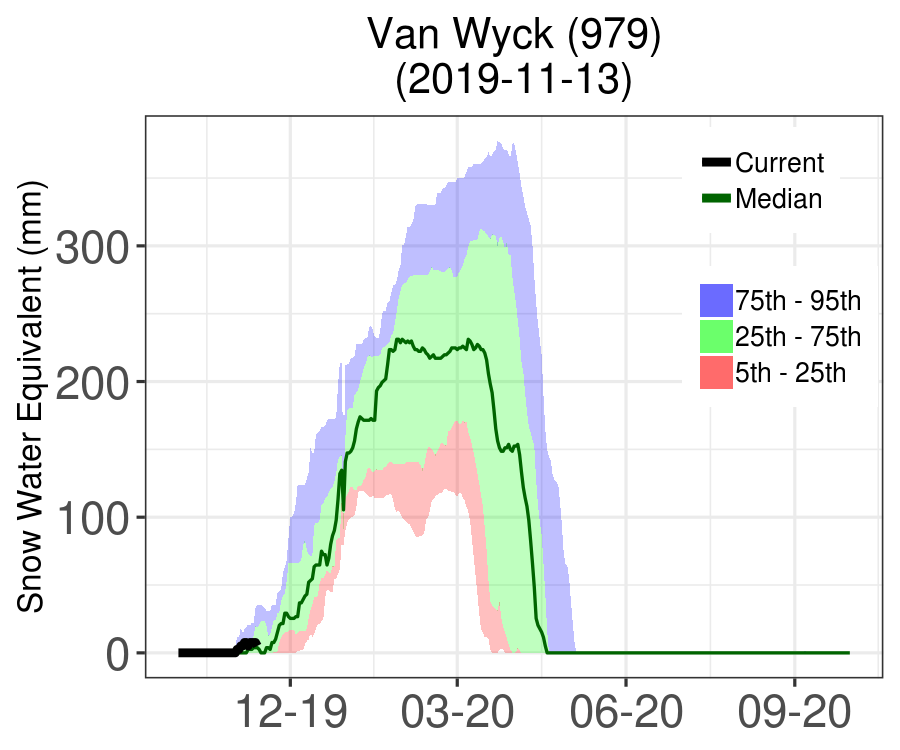 Van Wyck (979)
(2019-11-13)
Snow Water Equivalent (mm)
300
200
100
0
12-19
03-20
06-20
09-20
Current
Median
75th - 95th
25th - 75th
5th - 25th